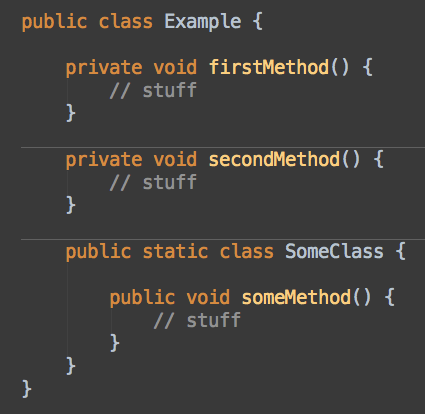 public class Example {
private void firstMethod() {
// stuff
}
private void secondMethod() {
// stuff
}
public static class SomeClass {
public void someMethod() {
// stuff
}
}
}